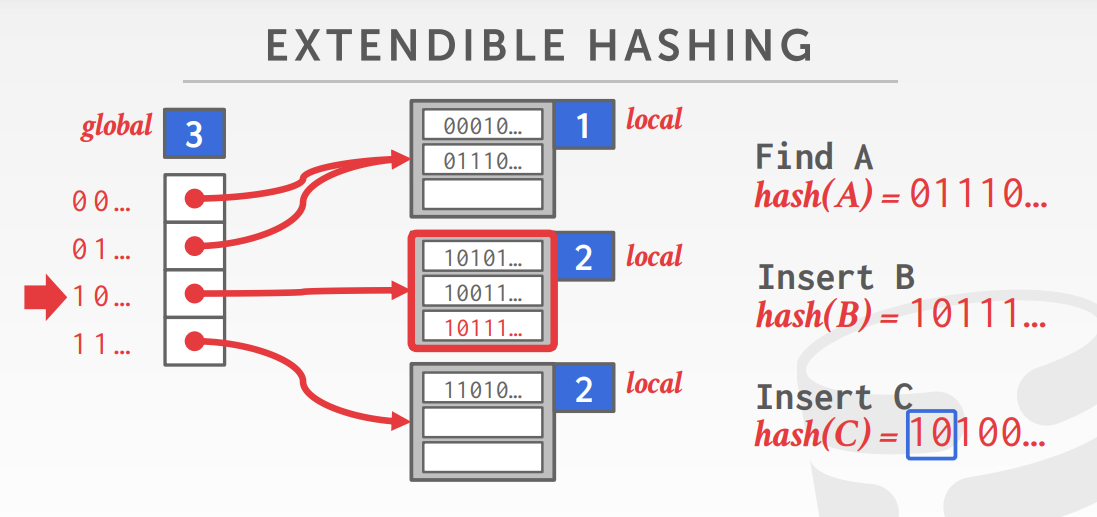 EXTENDIBLE HASHING
global 3
00…
01…
10…
11…
00010…
01110…
1 local
10101…
10011…
10111…
2 local
11010…
2 local
Find A
hash(A) = 01110…
Insert B
hash(B) = 10111…
Insert C
hash(C) = 10100…